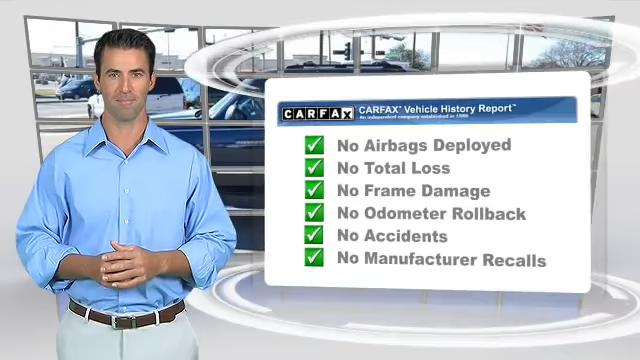 CARFAX CARFAX® Vehicle History Report™
An independent company established in 1986
No Airbags Deployed
No Total Loss
No Frame Damage
No Odometer Rollback
No Accidents
No Manufacturer Recalls